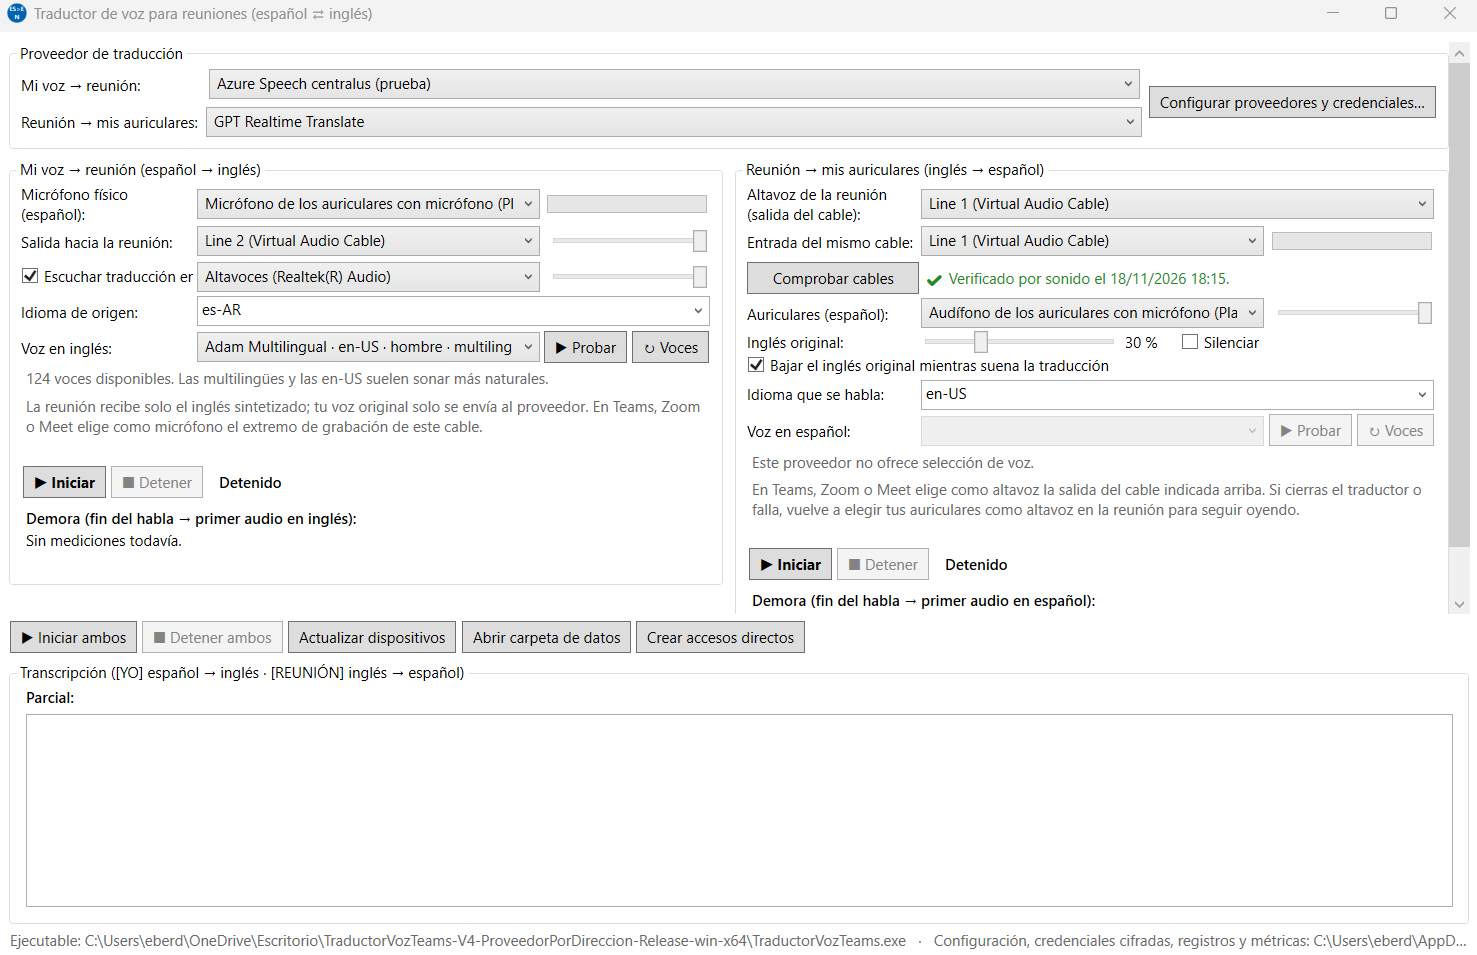 Traductor de voz para reuniones (español ⇄ inglés)
Proveedor de traducción
Mi voz → reunión:
Azure Speech centralus (prueba)
Configurar proveedores y credenciales...
Reunión → mis auriculares:
GPT Realtime Translate
Mi voz → reunión (español → inglés)
Micrófono físico
(español):
Micrófono de los auriculares con micrófono (Pl
Salida hacia la reunión:
Line 2 (Virtual Audio Cable)
Escuchar traducción er
Altavoces (Realtek(R) Audio)
Idioma de origen:
es-AR
Voz en inglés:
Adam Multilingual · en-US · hombre · multiling
▶ Probar
↻ Voces
124 voces disponibles. Las multilingües y las en-US suelen sonar más naturales.
La reunión recibe solo el inglés sintetizado; tu voz original solo se envía al proveedor. En Teams, Zoom
o Meet elige como micrófono el extremo de grabación de este cable.
▶ Iniciar
■ Detener
Detenido
Demora (fin del habla → primer audio en inglés):
Sin mediciones todavía.
Reunión → mis auriculares (inglés → español)
Altavoz de la reunión
(salida del cable):
Line 1 (Virtual Audio Cable)
Entrada del mismo cable:
Line 1 (Virtual Audio Cable)
Comprobar cables
✔ Verificado por sonido el 18/11/2026 18:15.
Auriculares (español):
Audífono de los auriculares con micrófono (Pla
Inglés original:
30 %
Silenciar
Bajar el inglés original mientras suena la traducción
Idioma que se habla:
en-US
Voz en español:
▶ Probar
↻ Voces
Este proveedor no ofrece selección de voz.
En Teams, Zoom o Meet elige como altavoz la salida del cable indicada arriba. Si cierras el traductor o
falla, vuelve a elegir tus auriculares como altavoz en la reunión para seguir oyendo.
▶ Iniciar
■ Detener
Detenido
Demora (fin del habla → primer audio en español):
▶ Iniciar ambos
■ Detener ambos
Actualizar dispositivos
Abrir carpeta de datos
Crear accesos directos
Transcripción ([YO] español → inglés · [REUNIÓN] inglés → español)
Parcial:
Ejecutable: C:\Users\eberd\OneDrive\Escritorio\TraductorVozTeams-V4-ProveedorPorDireccion-Release-win-x64\TraductorVozTeams.exe · Configuración, credenciales cifradas, registros y métricas: C:\Users\eberd\AppD...